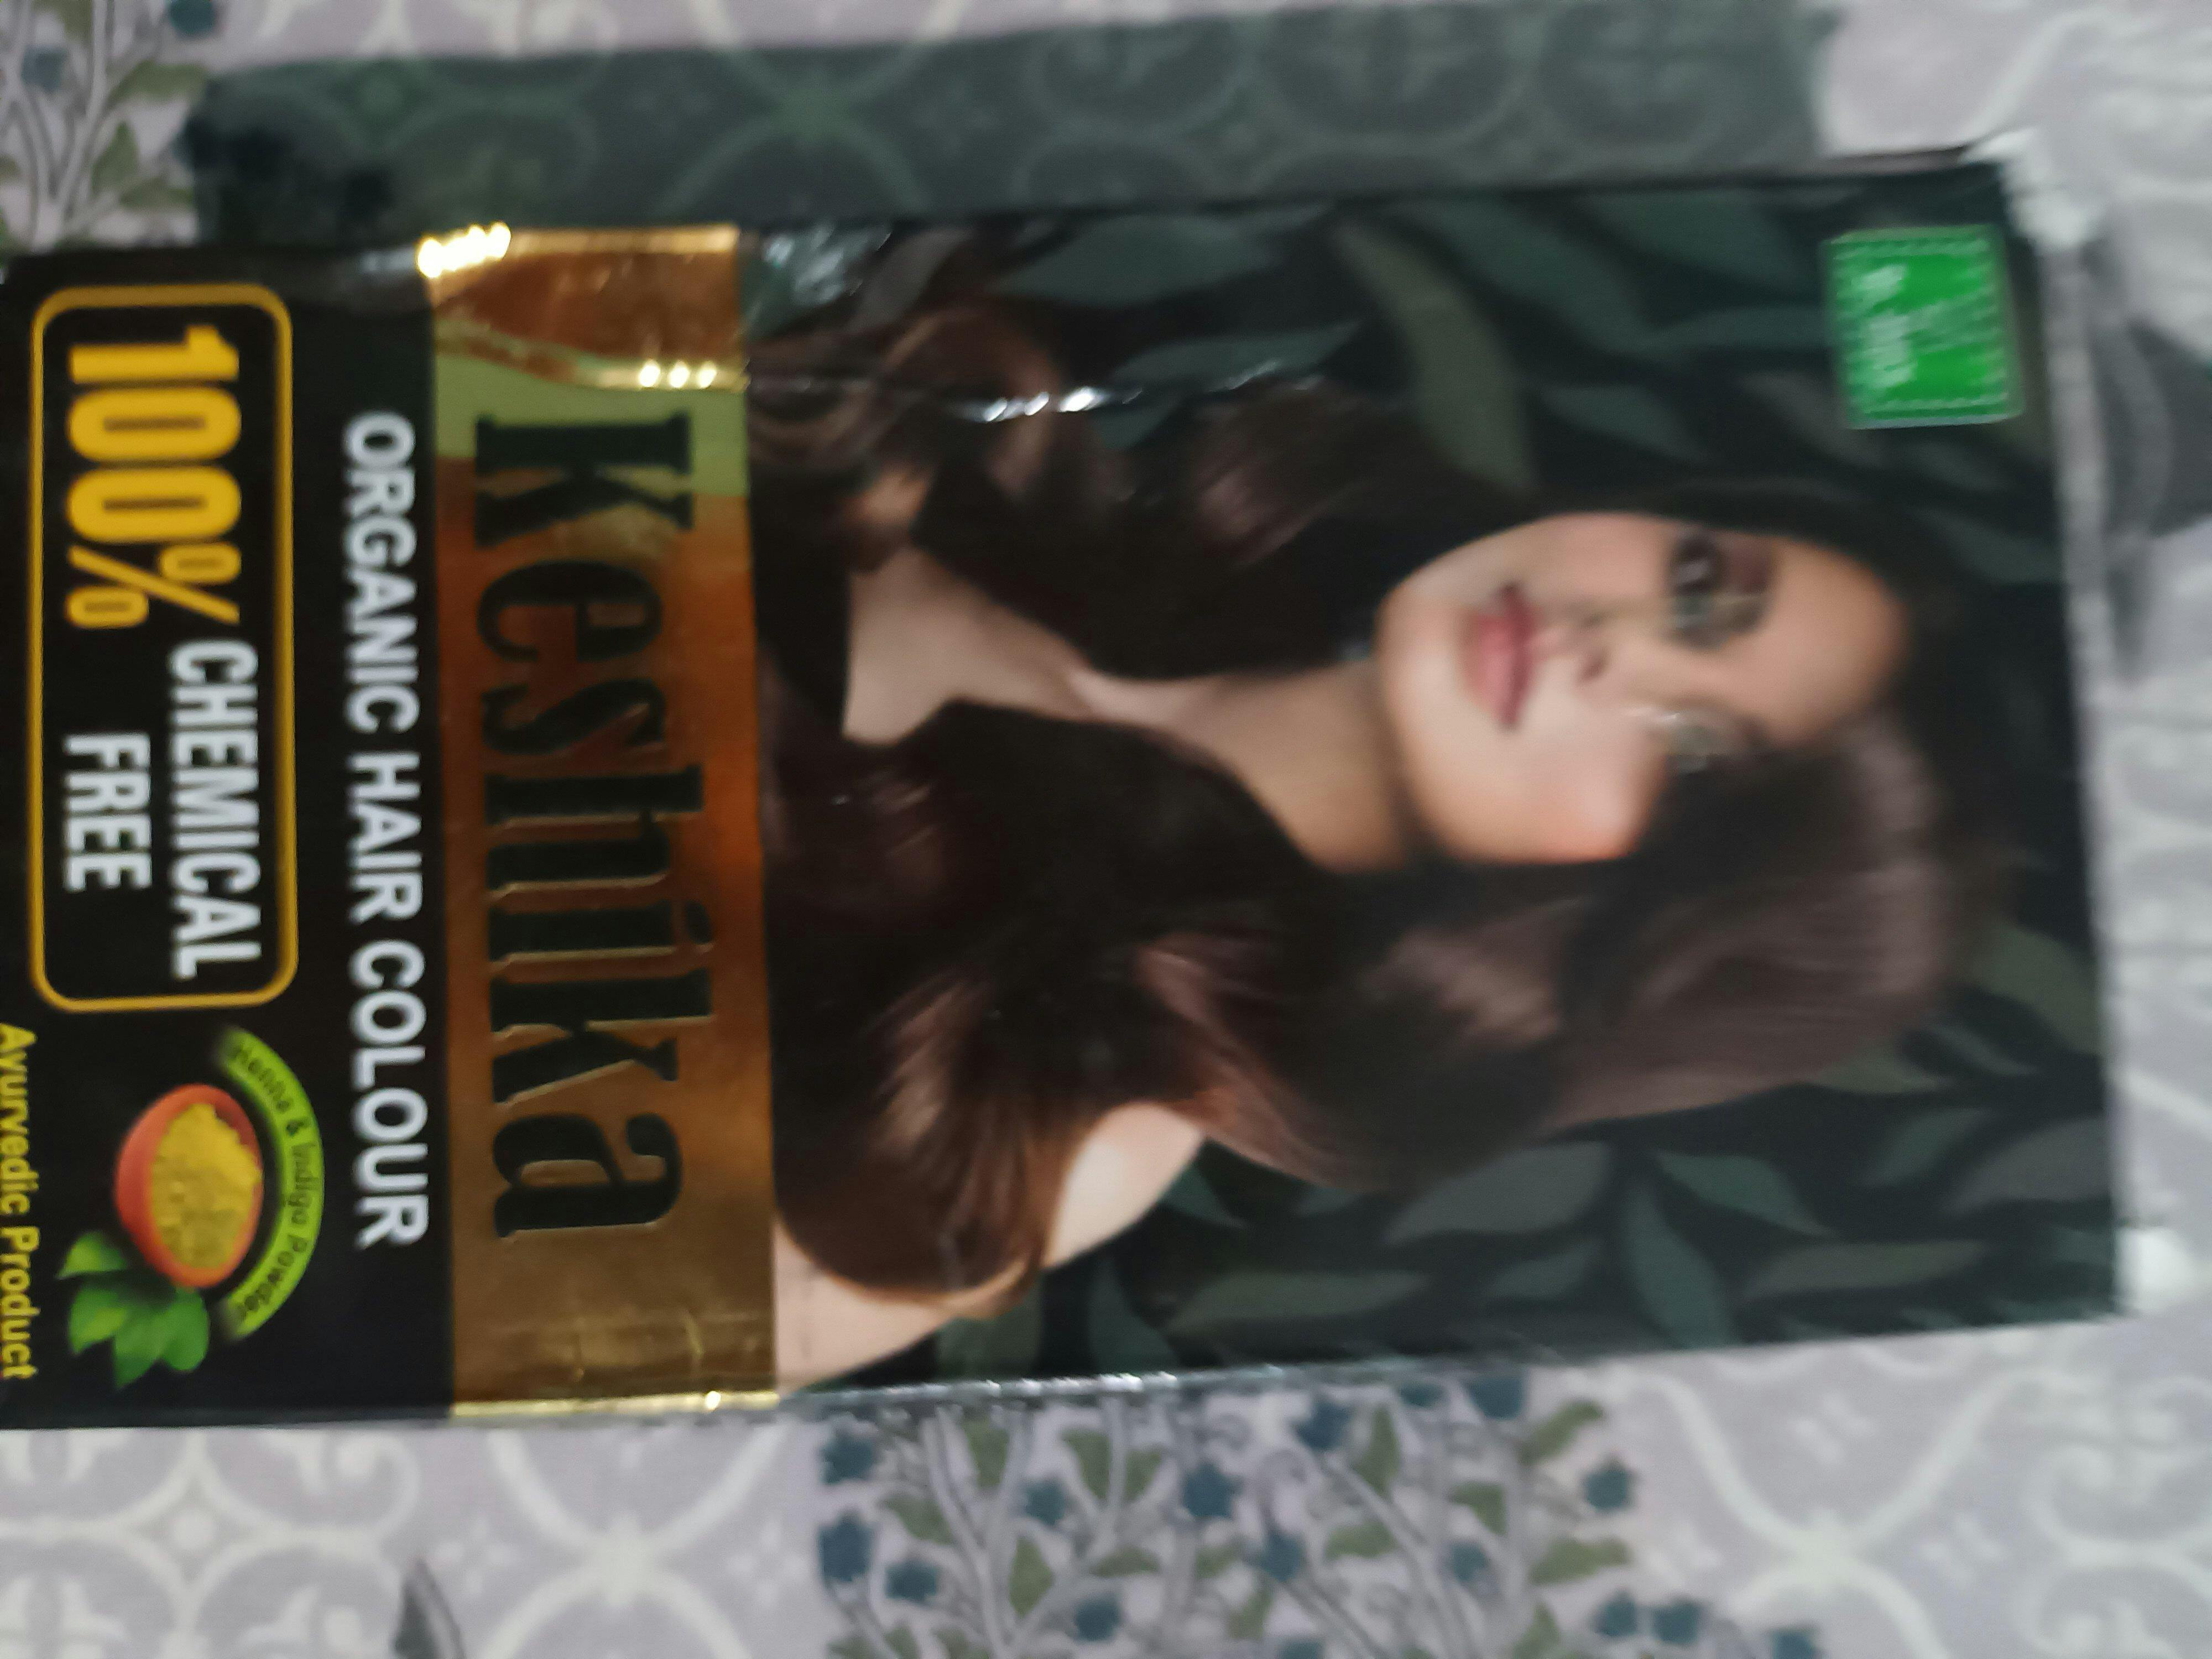 keshika
ORGANIC HAIR COLOUR
100% CHEMICAL
FREE
Henna & Indigo Powder
Ayurvedic Product